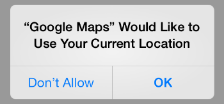 “Google Maps” Would Like to
Use Your Current Location
Don’t Allow
OK